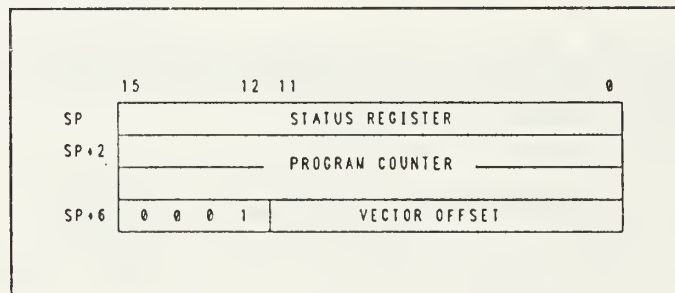 15 12 11 0
SP STATUS REGISTER
SP+2 PROGRAM COUNTER
SP+6 0 0 0 1 VECTOR OFFSET